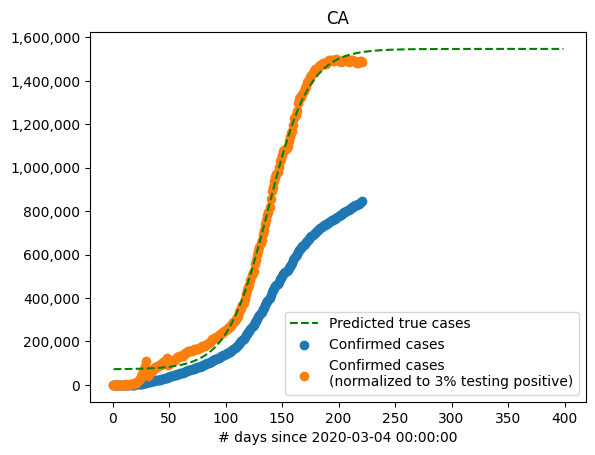 CA
1,600,000
1,400,000
1,200,000
1,000,000
800,000
600,000
400,000
200,000
0
Predicted true cases
Confirmed cases
Confirmed cases
(normalized to 3% testing positive)
0 50 100 150 200 250 300 350 400
# days since 2020-03-04 00:00:00